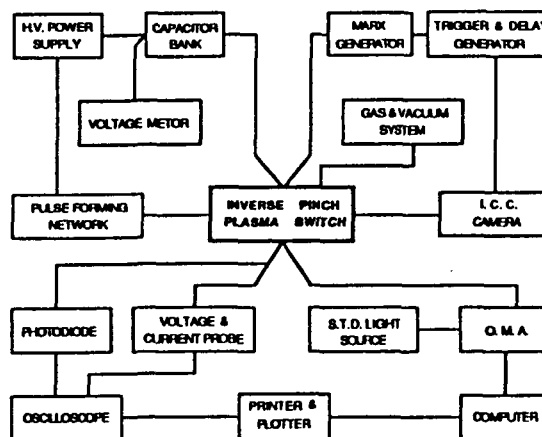 H.V. POWER
SUPPLY
CAPACITOR
BANK
MARX
GENERATOR
TRIGGER & DELAY
GENERATOR
VOLTAGE METOR
GAS & VACUUM
SYSTEM
PULSE FORMING
NETWORK
INVERSE PINCH
PLASMA SWITCH
I.C.C.
CAMERA
PHOTODIODE
VOLTAGE &
CURRENT PROBE
S.T.D. LIGHT
SOURCE
O.M.A.
OSCILLOSCOPE
PRINTER &
PLOTTER
COMPUTER